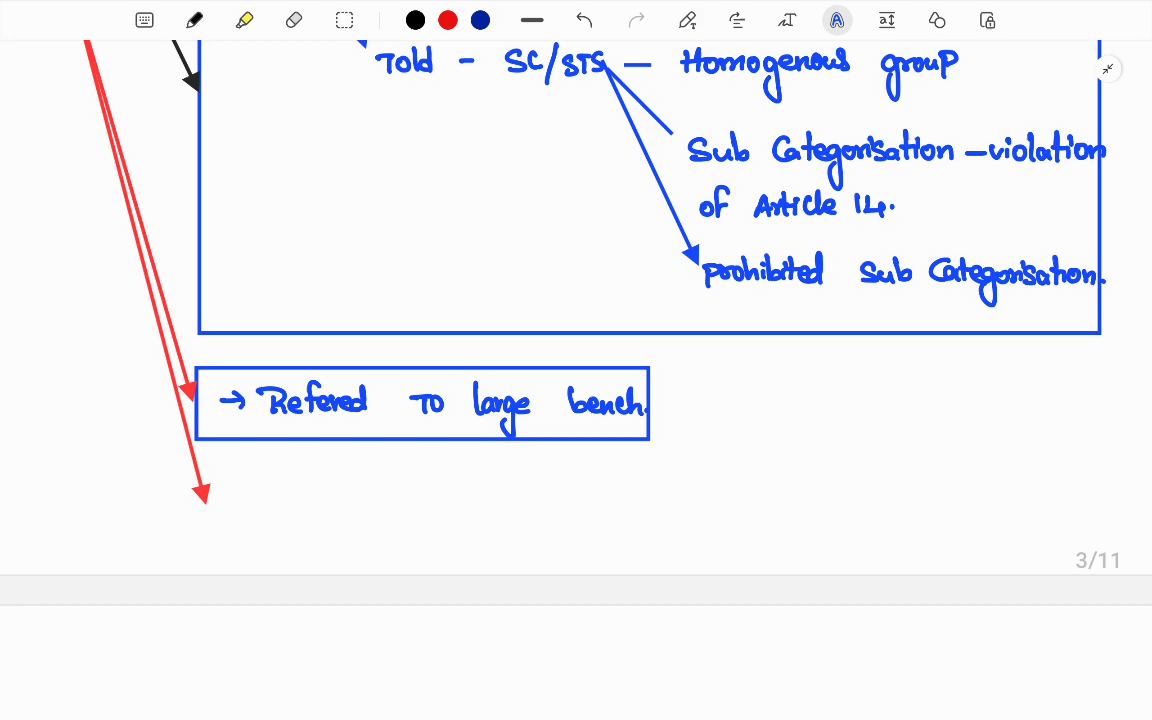 Told - SC/STs — Homogenous group
Sub Categorisation — violation
of Article 14.
Prohibited Sub Categorisation.
→ Refered To large bench.
3/11